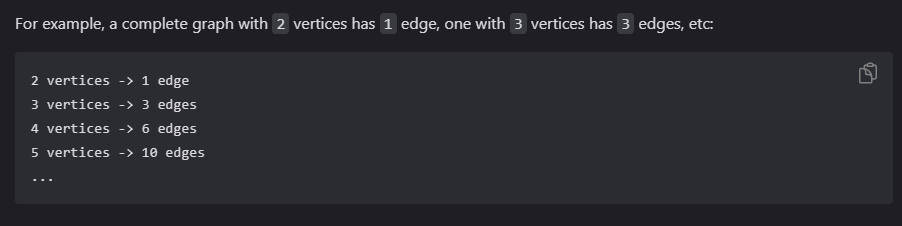 For example, a complete graph with 2 vertices has 1 edge, one with 3 vertices has 3 edges, etc:
2 vertices -> 1 edge
3 vertices -> 3 edges
4 vertices -> 6 edges
5 vertices -> 10 edges
...